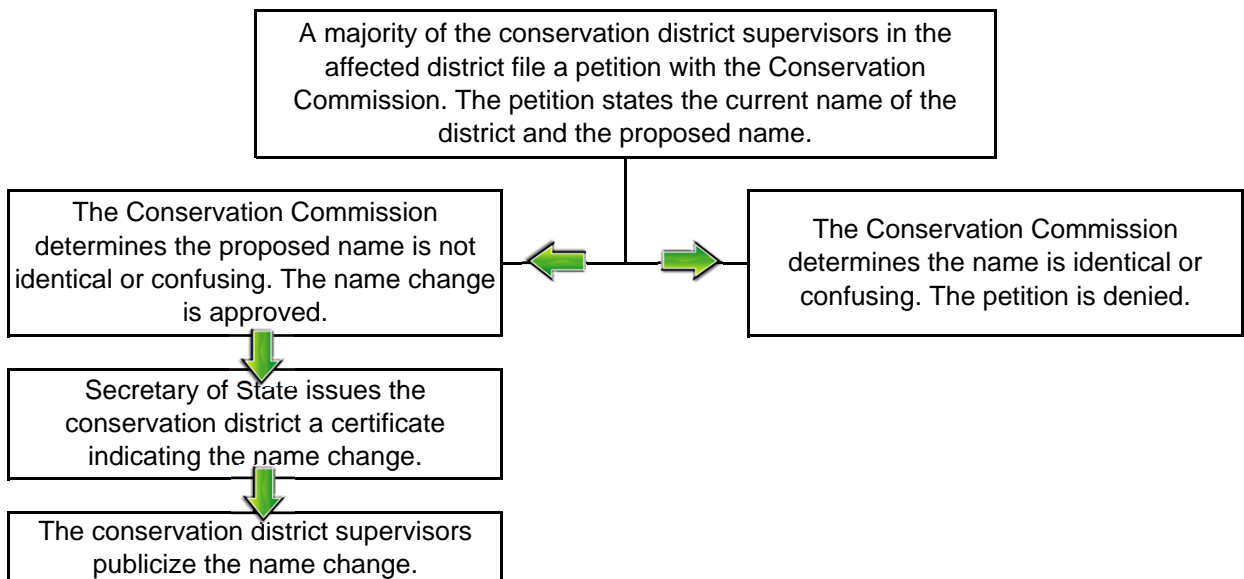 A majority of the conservation district supervisors in the
affected district file a petition with the Conservation
Commission. The petition states the current name of the
district and the proposed name.
The Conservation Commission
determines the proposed name is not
identical or confusing. The name change
is approved.
The Conservation Commission
determines the name is identical or
confusing. The petition is denied.
Secretary of State issues the
conservation district a certificate
indicating the name change.
The conservation district supervisors
publicize the name change.